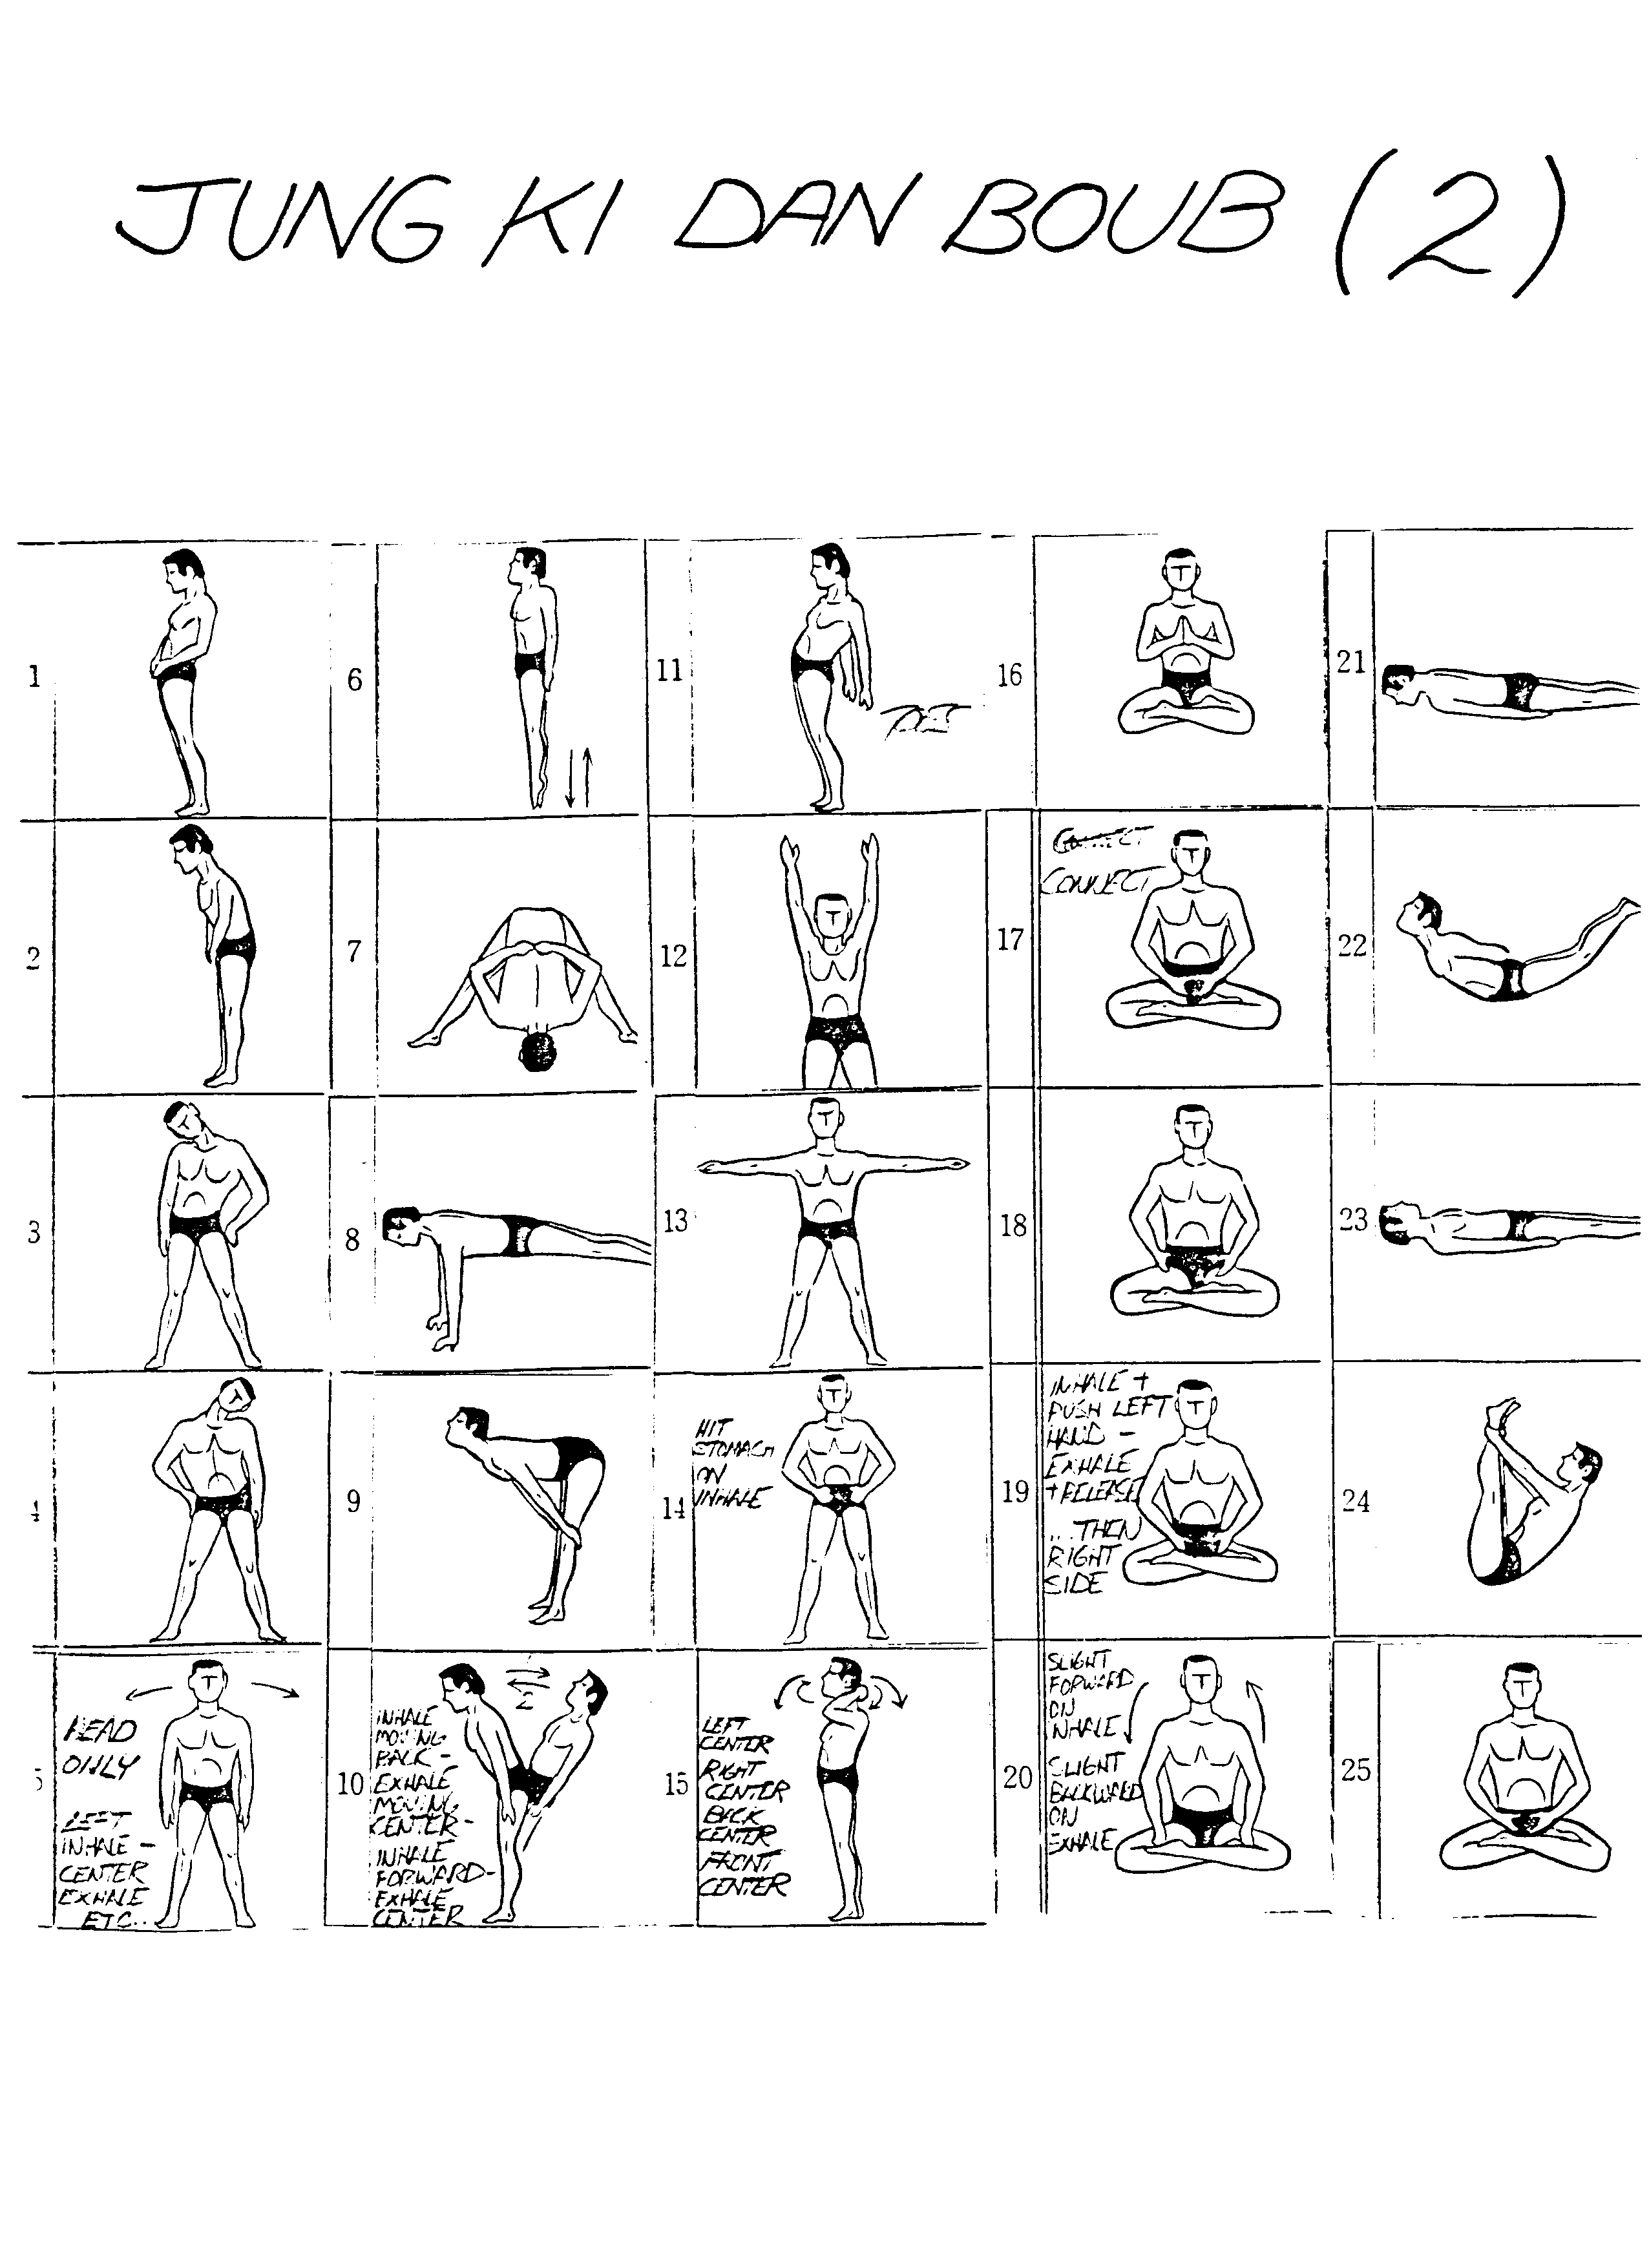 JUNG KI DAN BOUB (2)
1
2
3
4
5
HEAD
ONLY
LEFT
INHALE -
CENTER
EXHALE
ETC...
6
7
8
9
10
INHALE
MOVING
BACK -
EXHALE
MOVING
CENTER -
INHALE
FORWARD -
EXHALE
CENTER
2
11
12
13
14
HIT
STOMACH
ON
INHALE
15
LEFT
CENTER
RIGHT
CENTER
BACK
CENTER
FRONT
CENTER
16
17
CONNECT
18
19
INHALE +
PUSH LEFT
HAND -
EXHALE
+ RELEASE
... THEN
RIGHT
SIDE
20
SLIGHT
FORWARD
ON
INHALE
SLIGHT
BACKWARD
ON
EXHALE
21
22
23
24
25